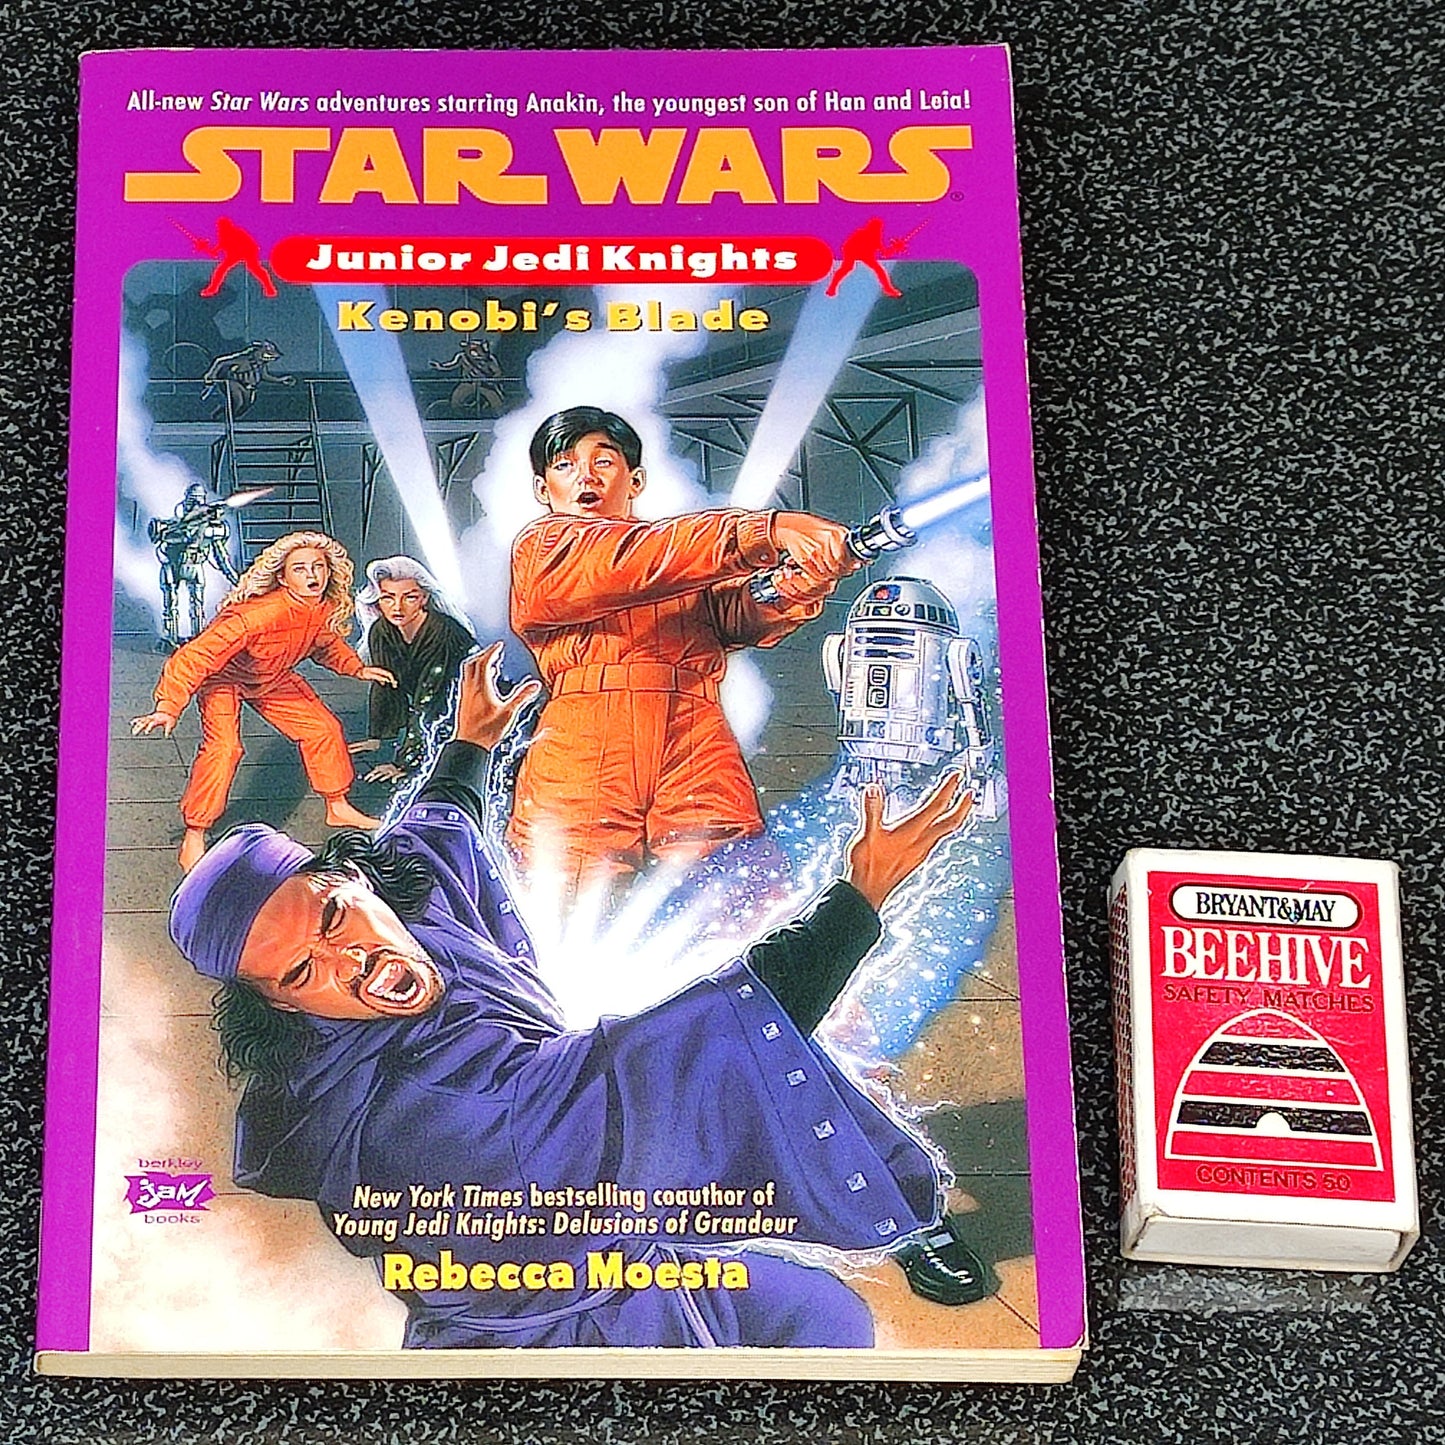 All-new Star Wars adventures starring Anakin, the youngest son of Han and Leia!
STAR WARS®
Junior Jedi Knights
Kenobi's Blade
berkley
JAM
books
New York Times bestselling coauthor of
Young Jedi Knights: Delusions of Grandeur
Rebecca Moesta
BRYANT&MAY
BEEHIVE
SAFETY MATCHES
CONTENTS 50